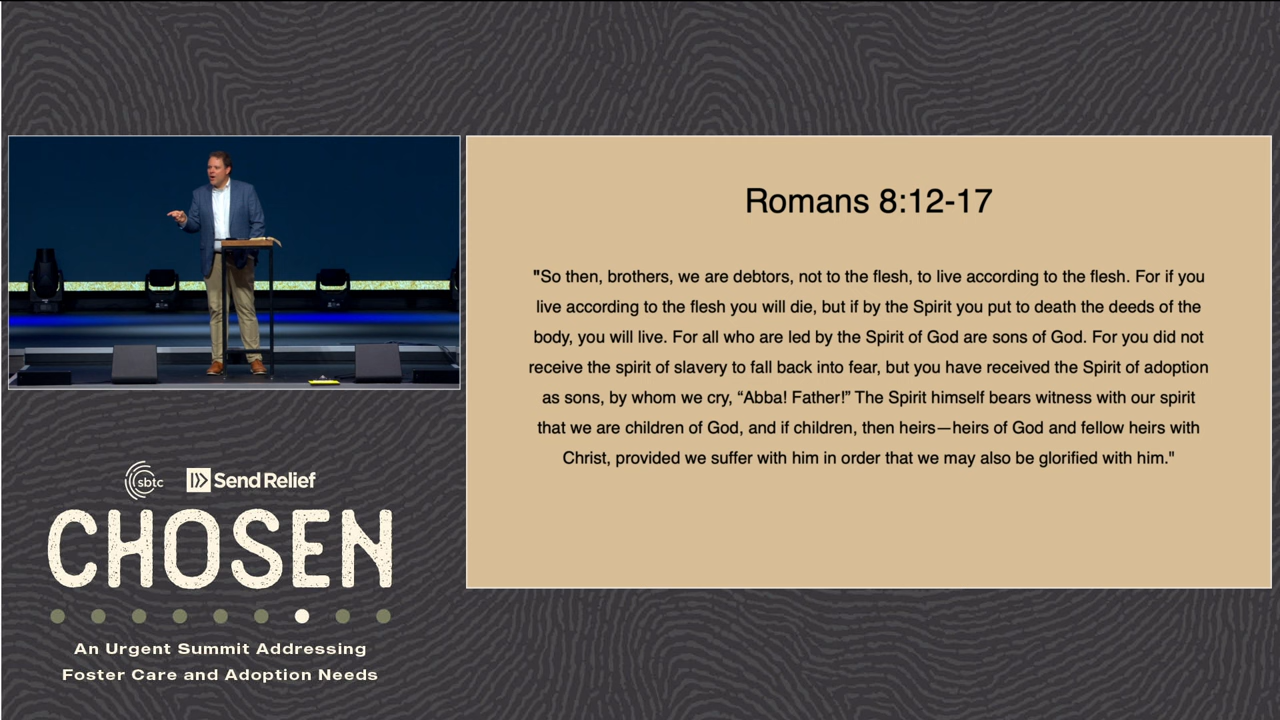 Romans 8:12-17
"So then, brothers, we are debtors, not to the flesh, to live according to the flesh. For if you
live according to the flesh you will die, but if by the Spirit you put to death the deeds of the
body, you will live. For all who are led by the Spirit of God are sons of God. For you did not
receive the spirit of slavery to fall back into fear, but you have received the Spirit of adoption
as sons, by whom we cry, “Abba! Father!” The Spirit himself bears witness with our spirit
that we are children of God, and if children, then heirs—heirs of God and fellow heirs with
Christ, provided we suffer with him in order that we may also be glorified with him."
sbtc Send Relief
CHOSEN
An Urgent Summit Addressing
Foster Care and Adoption Needs